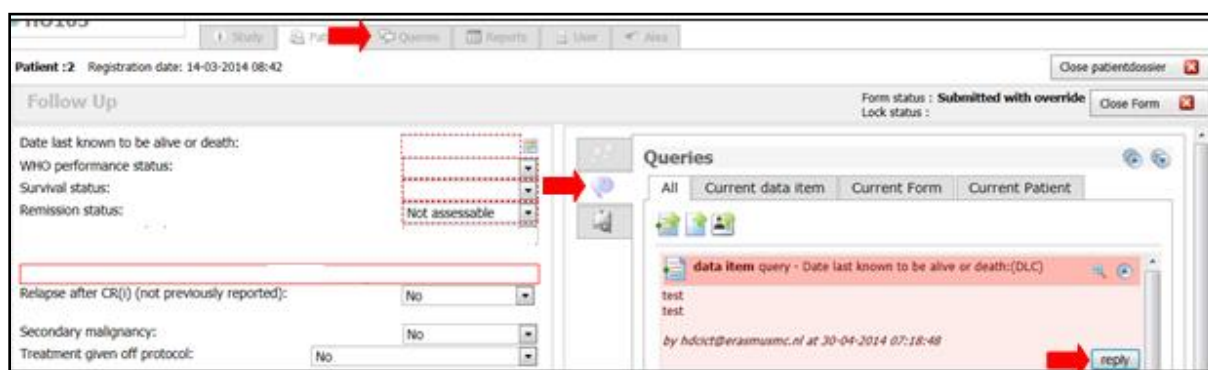 Study Queries Reports User Alea
Patient :2 Registration date: 14-03-2014 08:42
Close patientdossier
Follow Up
Form status : Submitted with override
Lock status :
Close Form
Date last known to be alive or death:
WHO performance status:
Survival status:
Remission status: Not assessable
Relapse after CR(i) (not previously reported): No
Secondary malignancy: No
Treatment given off protocol: No
Queries
All Current data item Current Form Current Patient
data item query - Date last known to be alive or death:(DLC)
test
test
by hdcict@erasmusmc.nl at 30-04-2014 07:18:48
reply